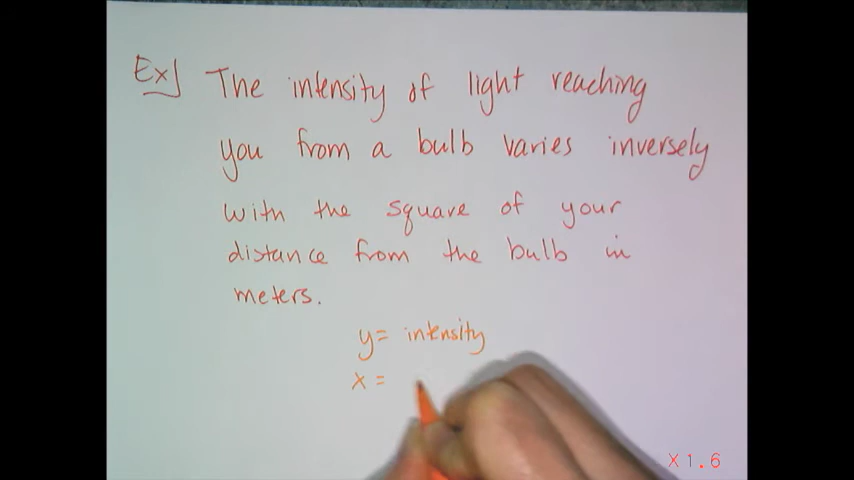 Ex] The intensity of light reaching
you from a bulb varies inversely
with the square of your
distance from the bulb in
meters.
y= intensity
x =
X1.6